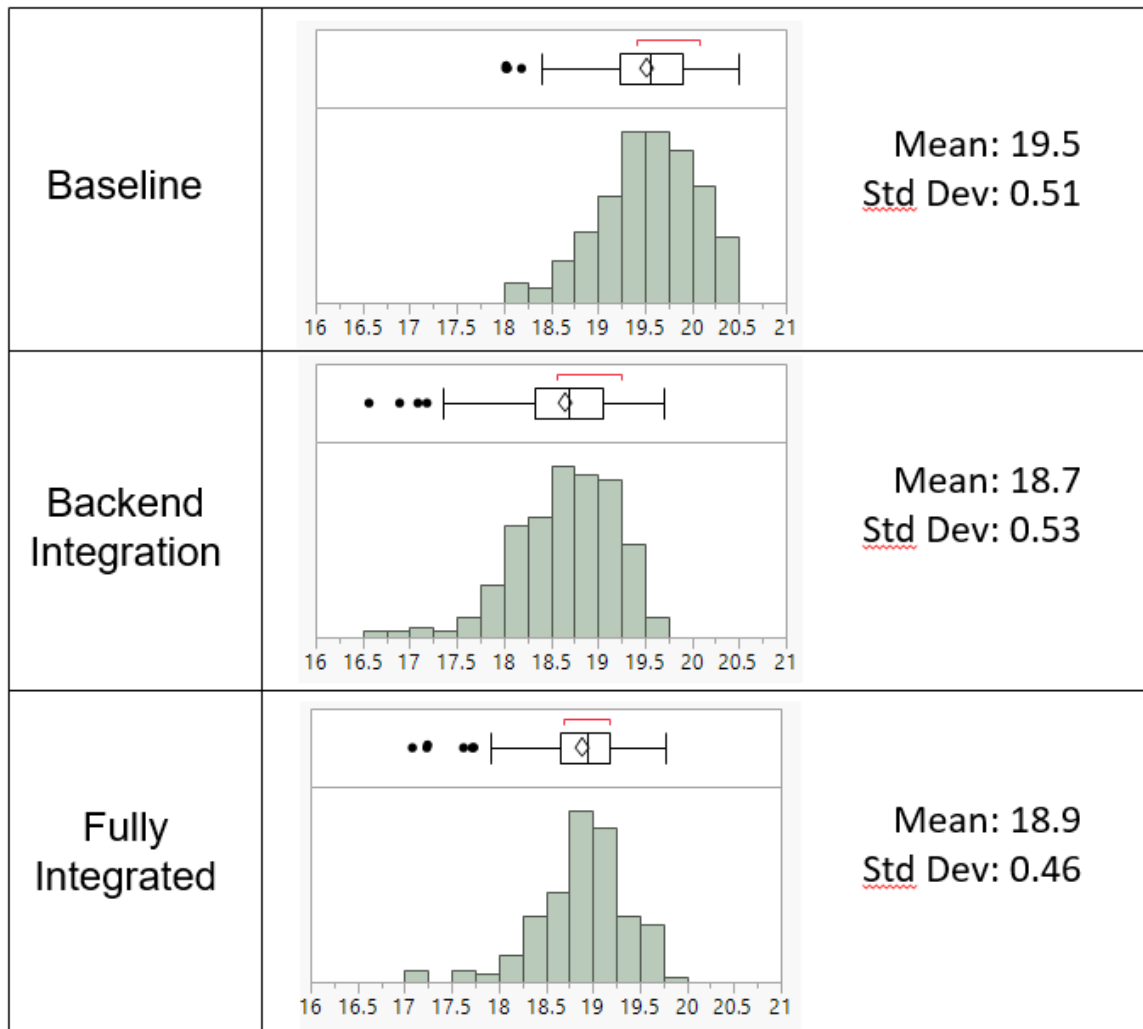 Baseline
16 16.5 17 17.5 18 18.5 19 19.5 20 20.5 21
Mean: 19.5
Std Dev: 0.51
Backend
Integration
16 16.5 17 17.5 18 18.5 19 19.5 20 20.5 21
Mean: 18.7
Std Dev: 0.53
Fully
Integrated
16 16.5 17 17.5 18 18.5 19 19.5 20 20.5 21
Mean: 18.9
Std Dev: 0.46